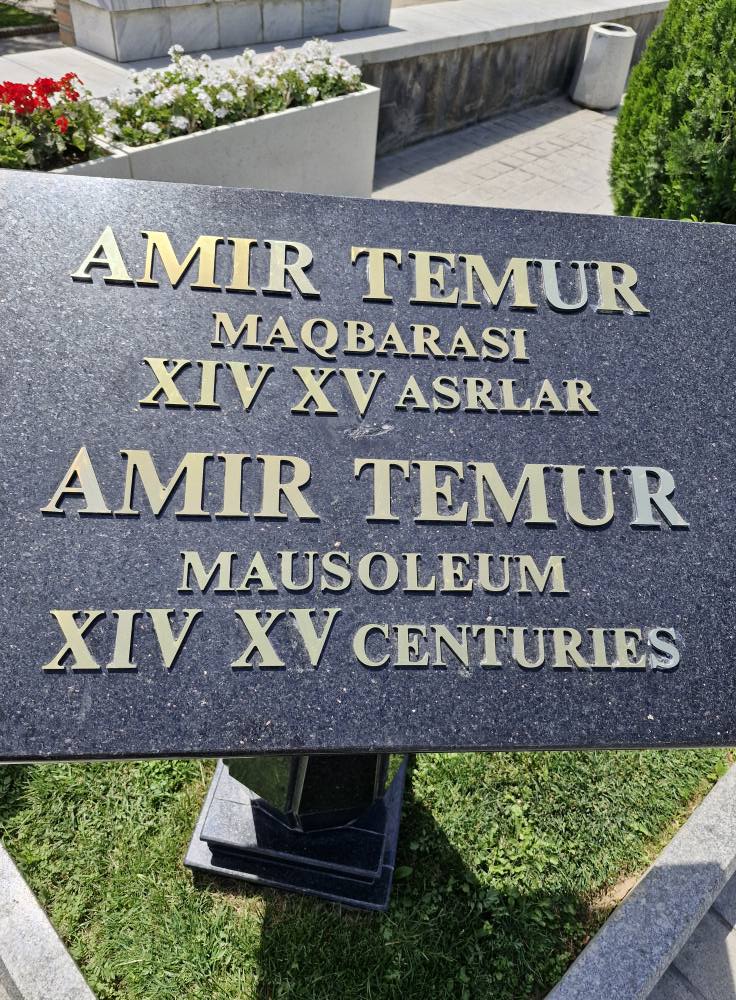 AMIR TEMUR
MAQBARASI
XIV XV ASRLAR
AMIR TEMUR
MAUSOLEUM
XIV XV CENTURIES